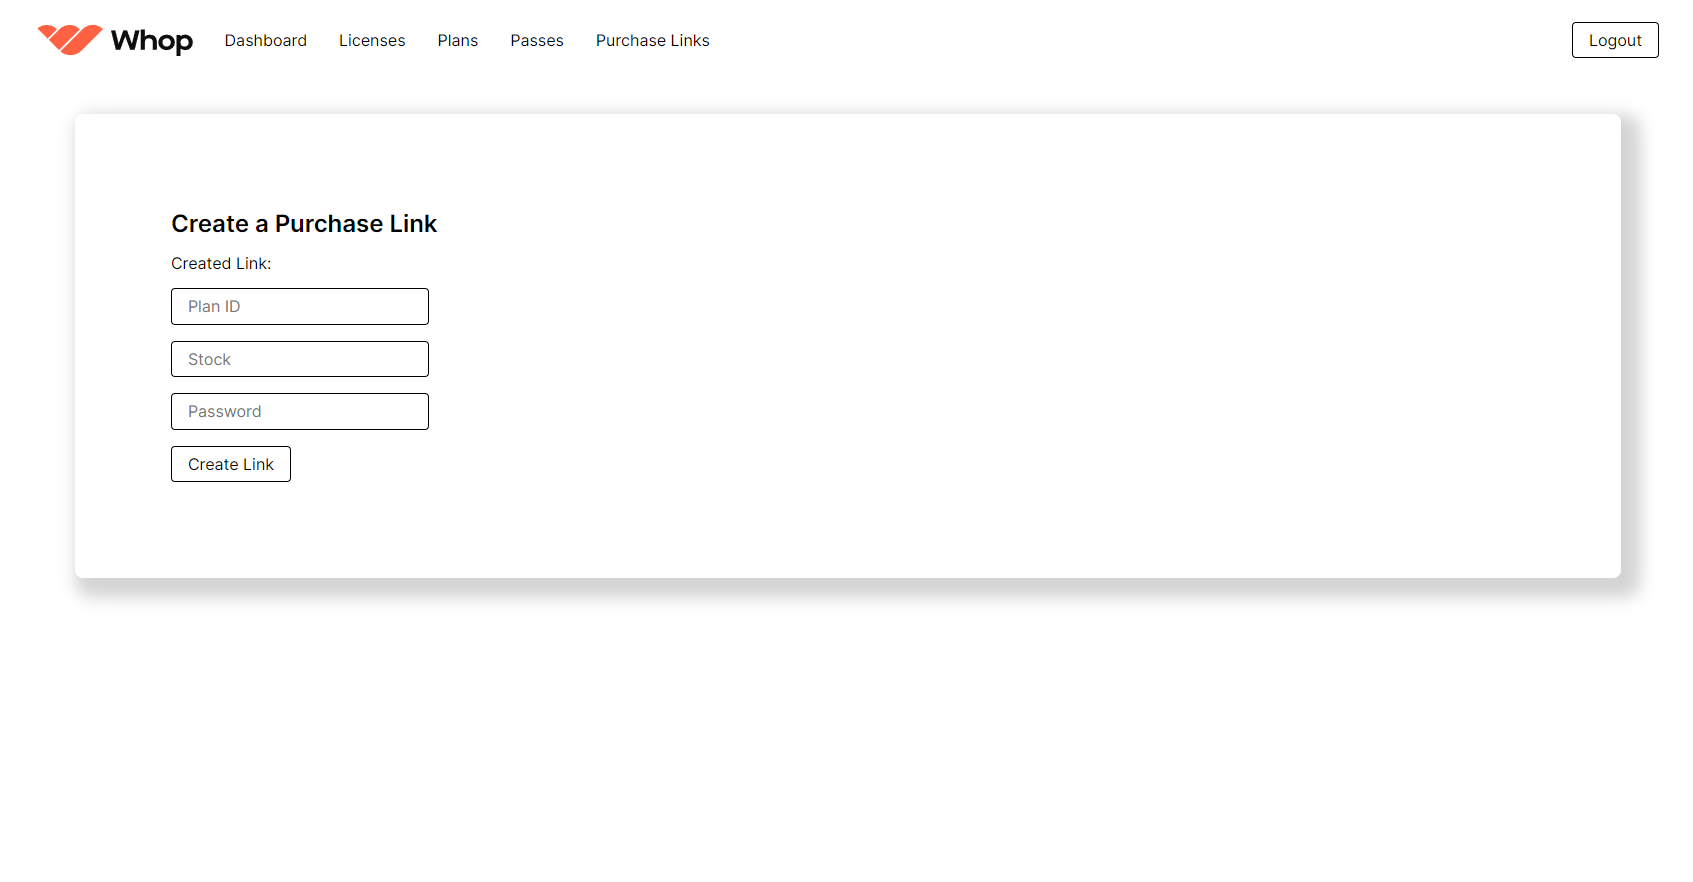 Whop Dashboard Licenses Plans Passes Purchase Links Logout
Create a Purchase Link
Created Link:
Plan ID
Stock
Password
Create Link